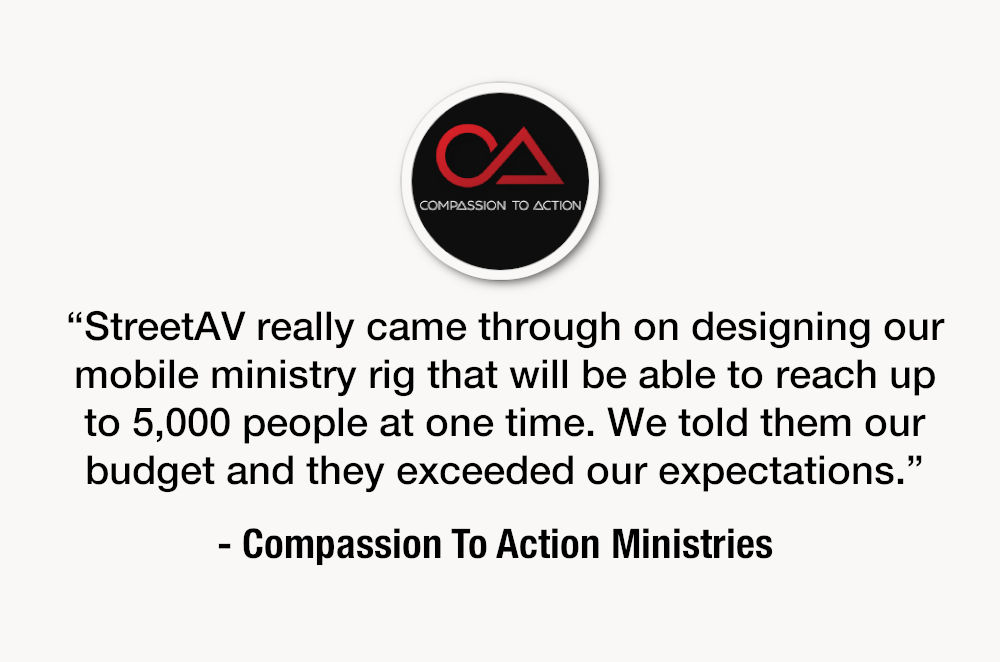 COMPASSION TO ACTION
“StreetAV really came through on designing our
mobile ministry rig that will be able to reach up
to 5,000 people at one time. We told them our
budget and they exceeded our expectations.”
- Compassion To Action Ministries